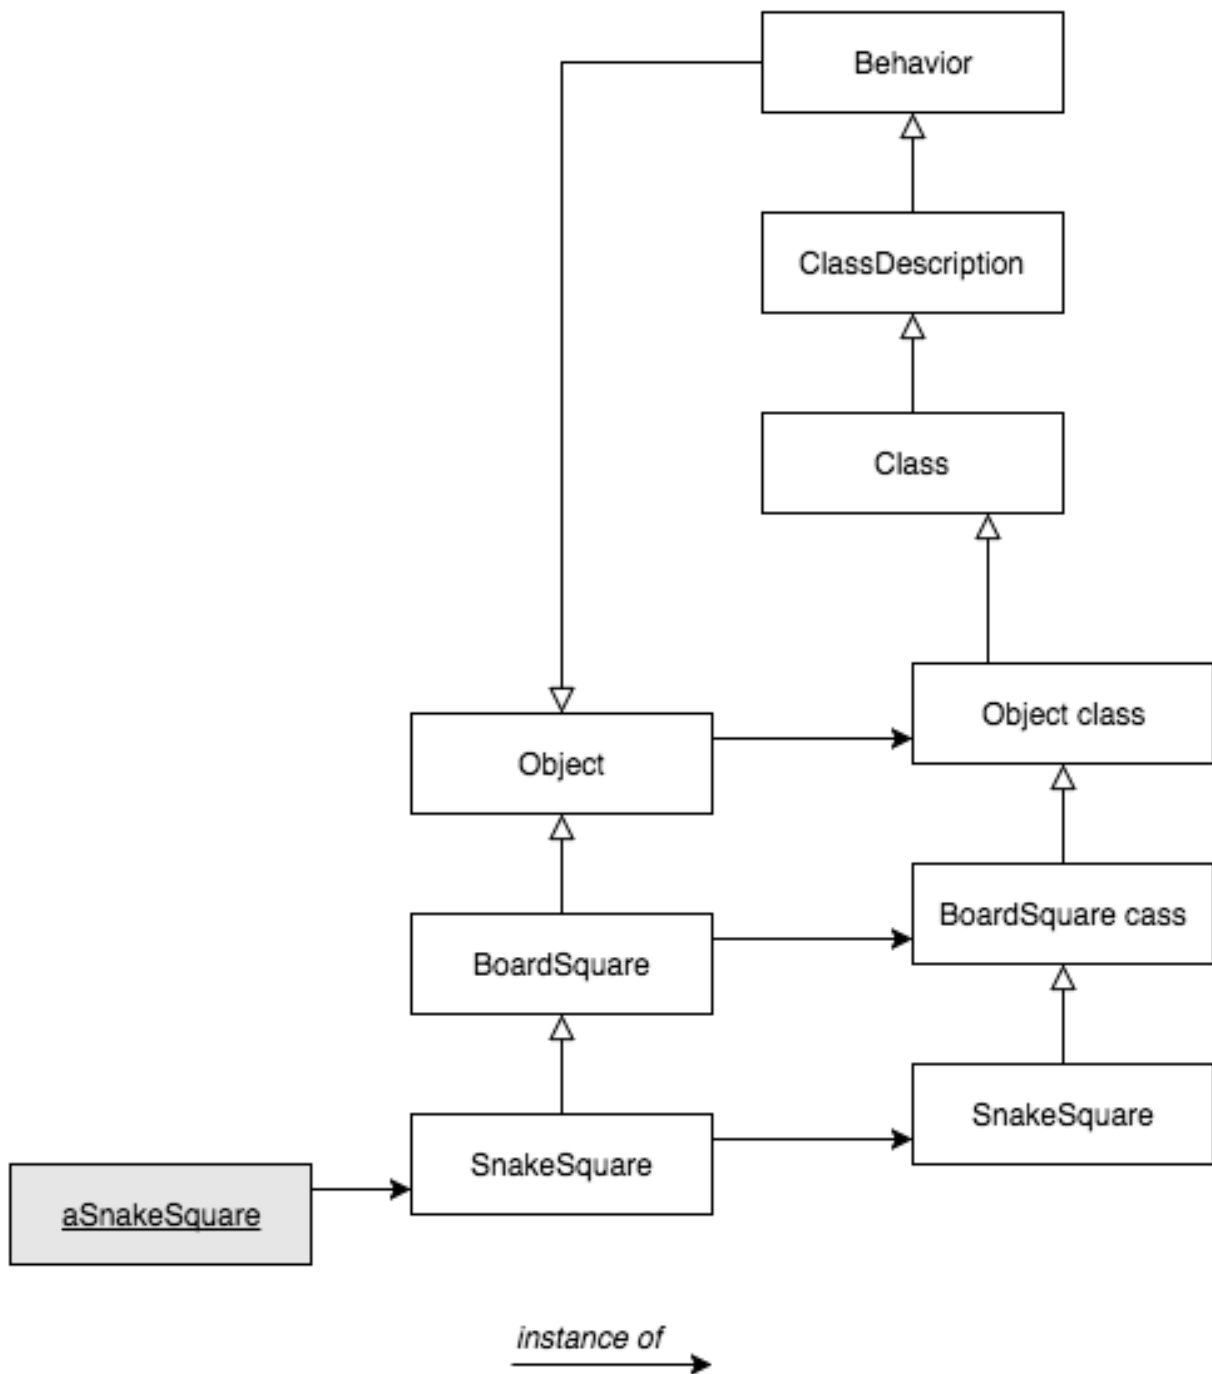 Behavior
ClassDescription
Class
Object class
Object
BoardSquare cass
BoardSquare
SnakeSquare
SnakeSquare
aSnakeSquare
instance of